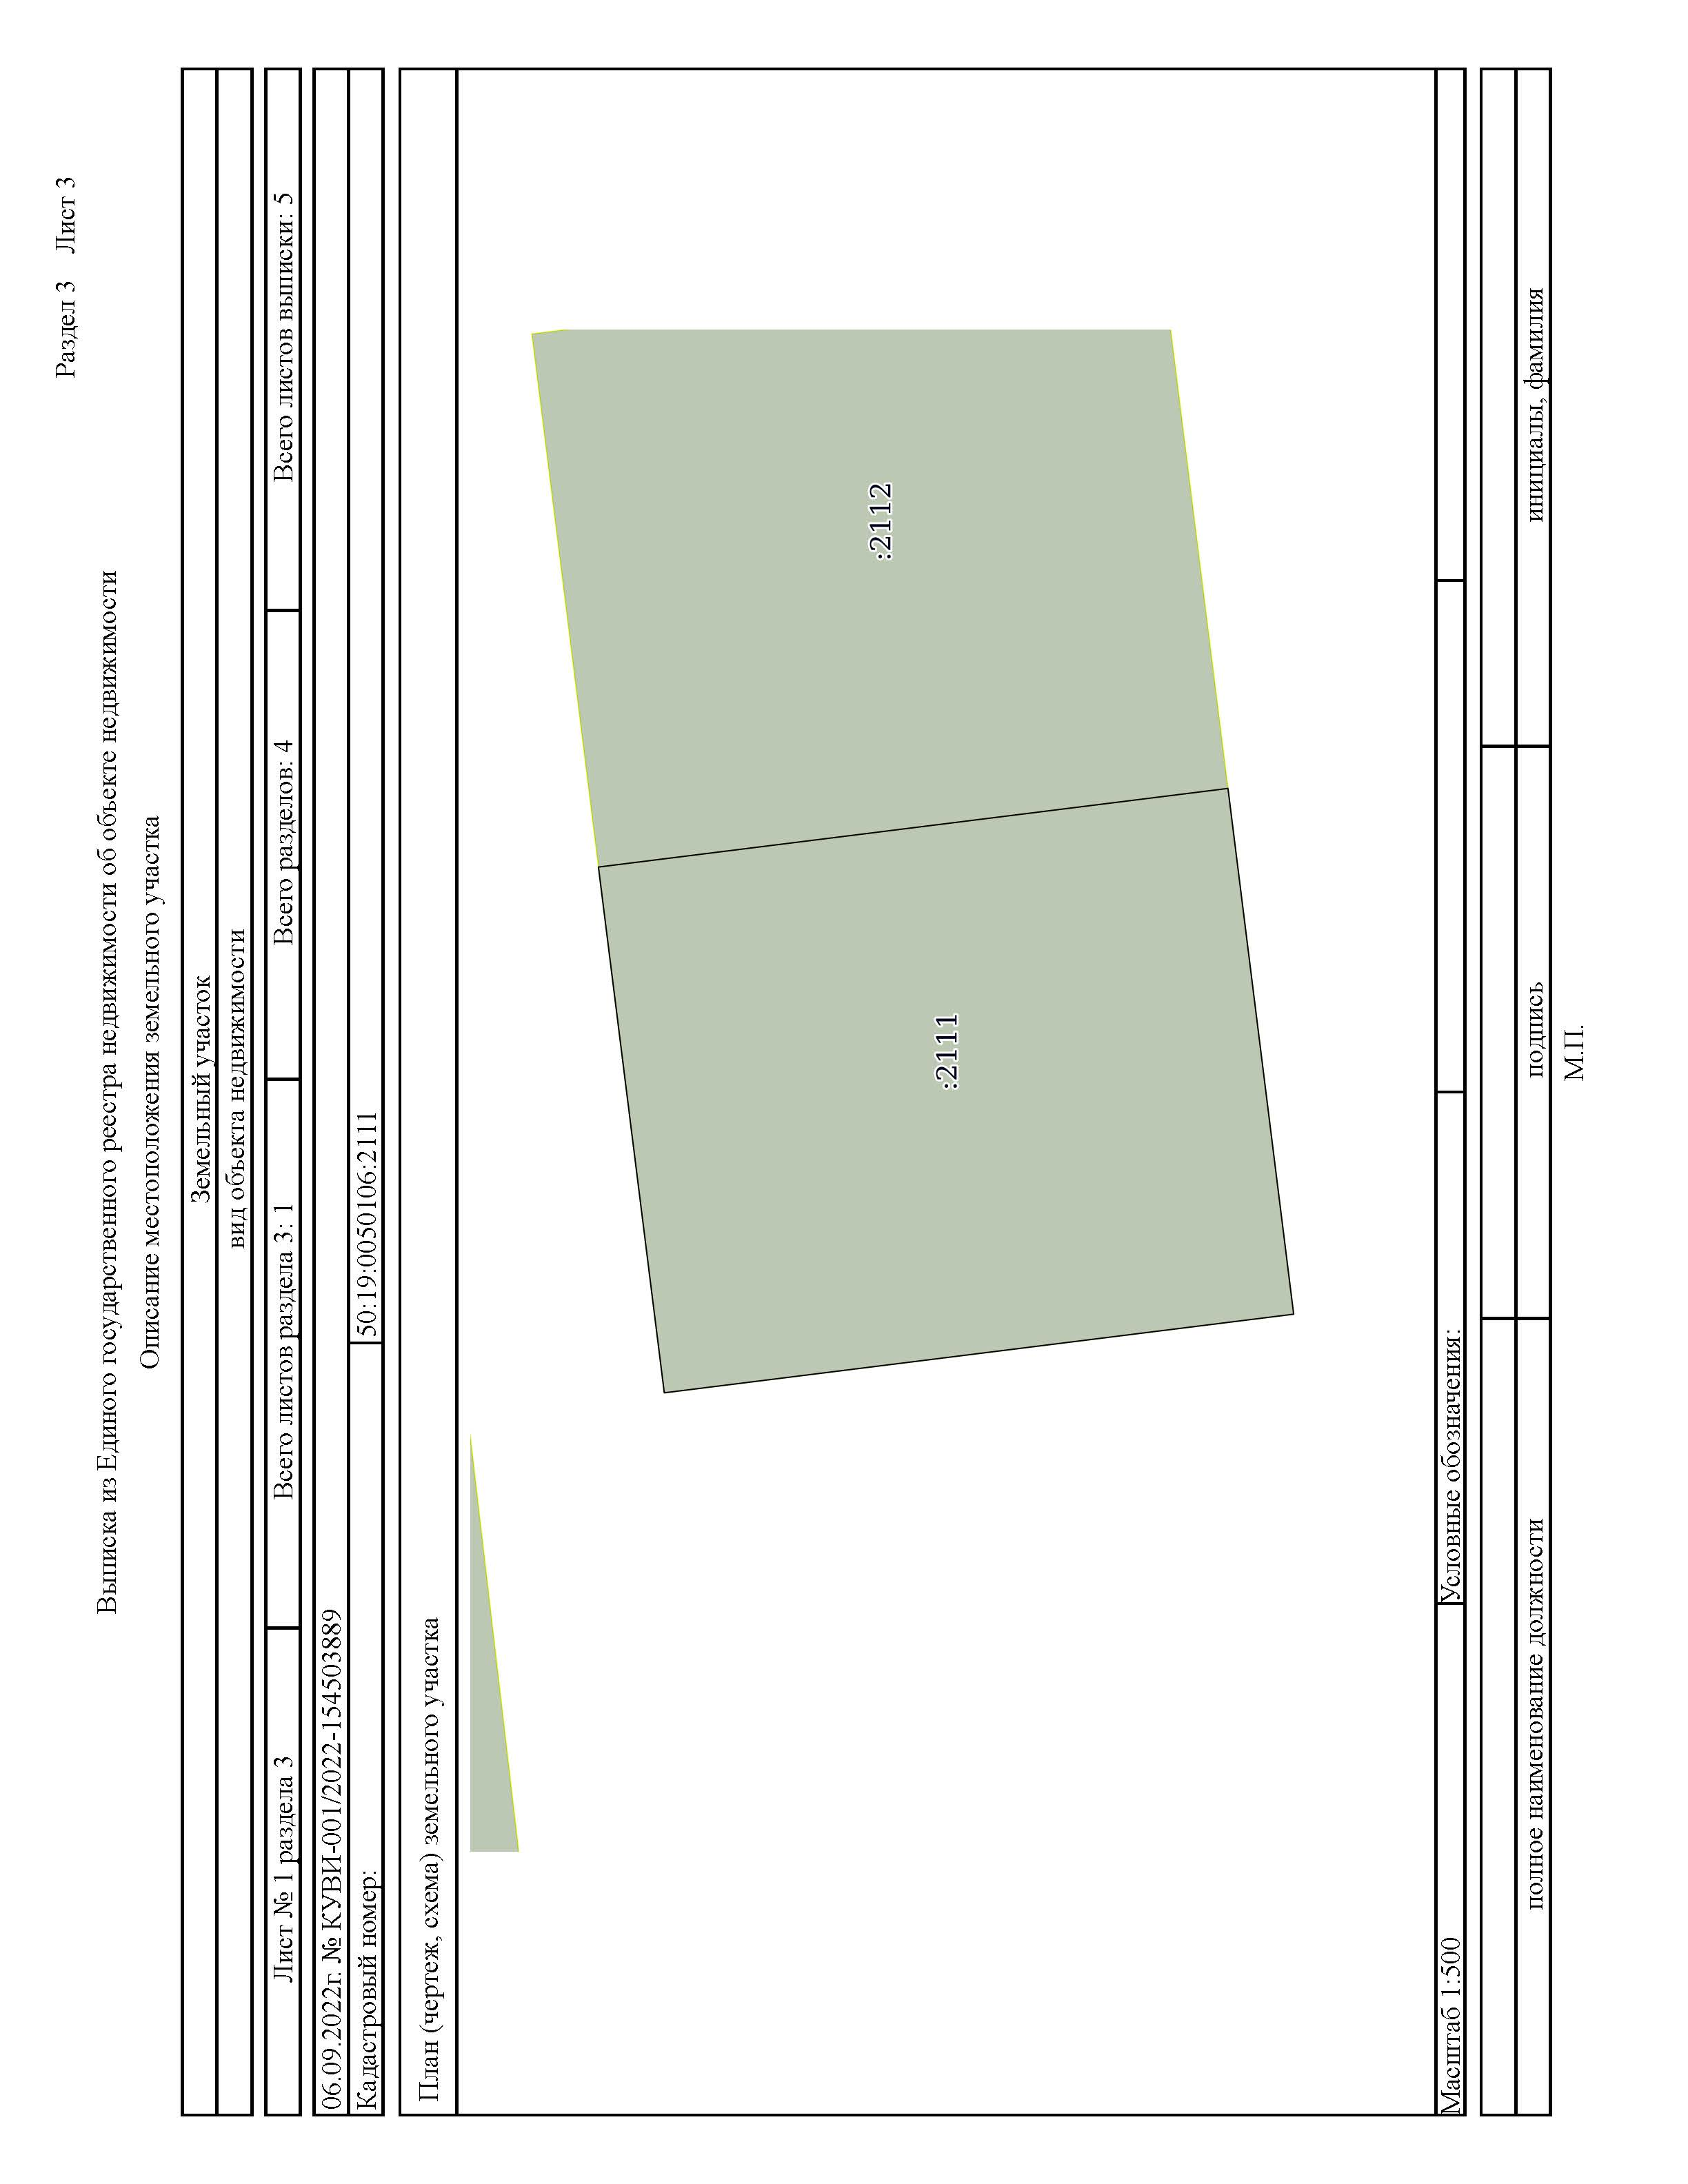 Раздел 3 Лист 3
Выписка из Единого государственного реестра недвижимости об объекте недвижимости
Описание местоположения земельного участка
Земельный участок
вид объекта недвижимости
Лист № 1 раздела 3 Всего листов раздела 3: 1 Всего разделов: 4 Всего листов выписки: 5
06.09.2022г. № КУВИ-001/2022-154503889
Кадастровый номер: 50:19:0050106:2111
План (чертеж, схема) земельного участка
:2112
:2111
Масштаб 1:500 Условные обозначения:
полное наименование должности подпись инициалы, фамилия
М.П.